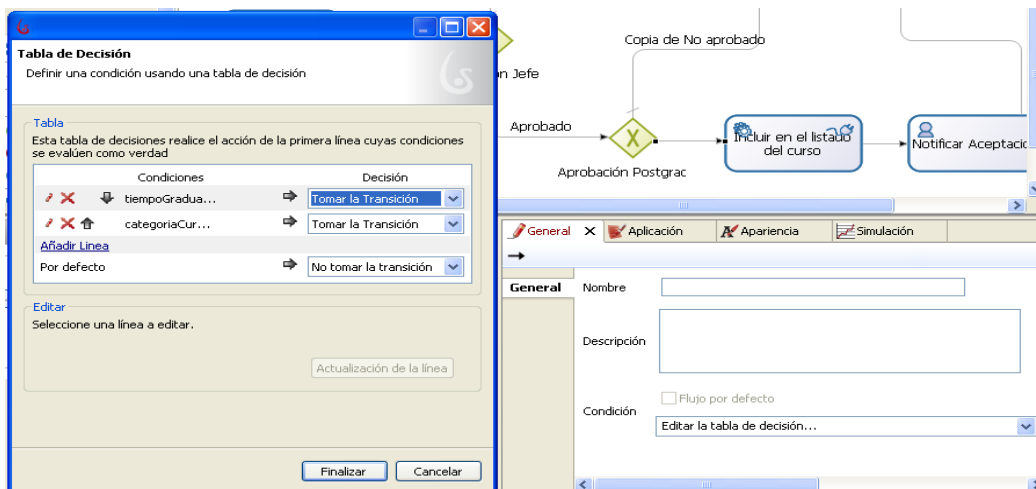 Tabla de Decisión
Definir una condición usando una tabla de decisión
Tabla
Esta tabla de decisiones realice el acción de la primera línea cuyas condiciones
se evalúen como verdad
Condiciones
Decisión
tiempoGradua...
Tomar la Transición
categoriaCur...
Tomar la Transición
Añadir Linea
Por defecto
No tomar la transición
Editar
Seleccione una línea a editar.
Actualización de la línea
Finalizar
Cancelar
Copia de No aprobado
n Jefe
Aprobado
Aprobación Postgrac
Incluir en el listado
del curso
Notificar Aceptacic
General
Aplicación
Apariencia
Simulación
General
Nombre
Descripción
Condición
Flujo por defecto
Editar la tabla de decisión...